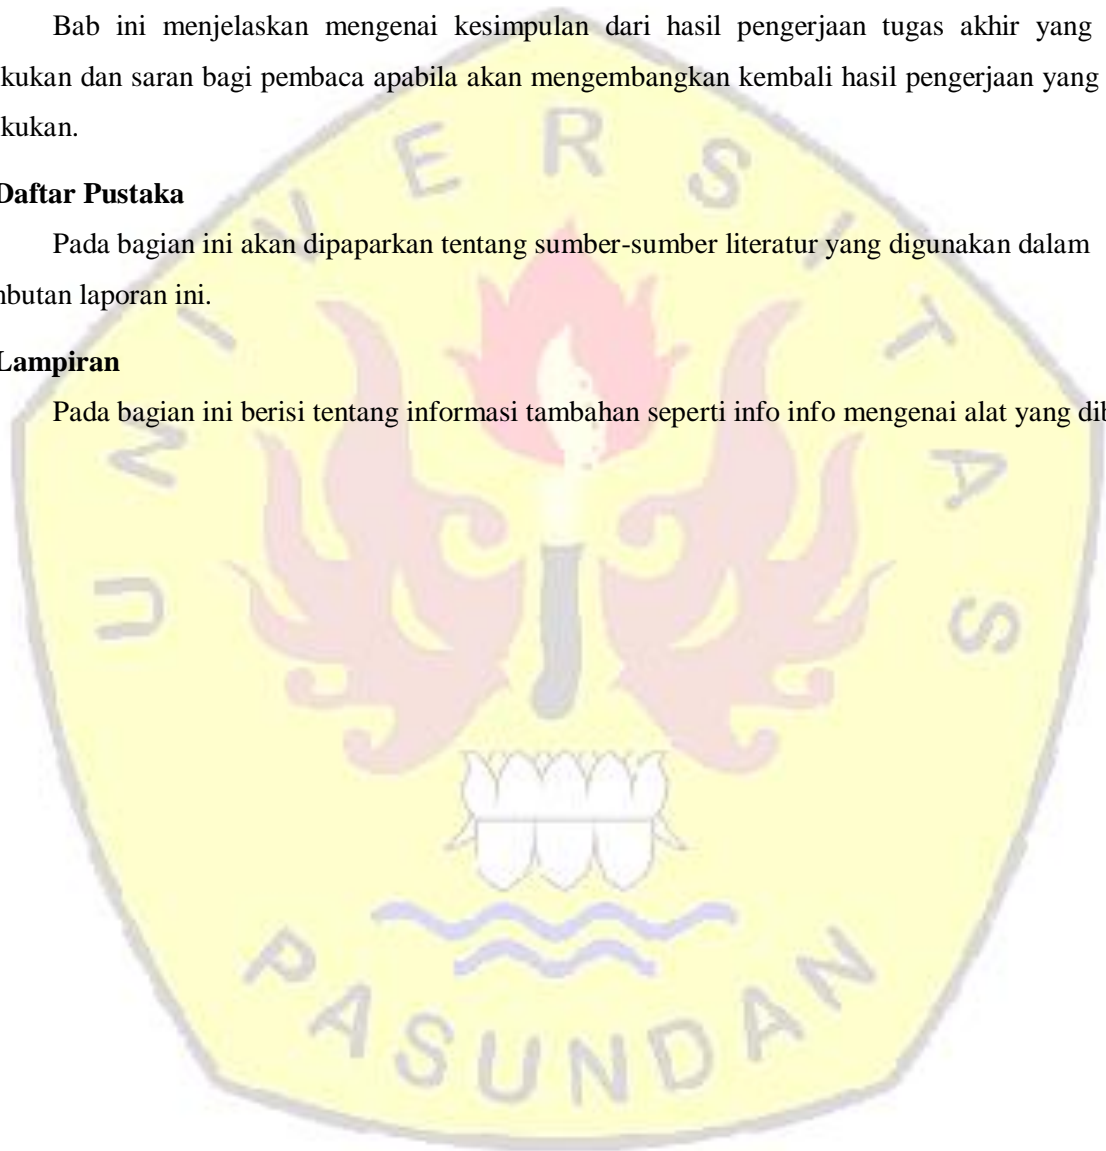 Bab ini menjelaskan mengenai kesimpulan dari hasil pengerjaan tugas akhir yang
kukan dan saran bagi pembaca apabila akan mengembangkan kembali hasil pengerjaan yang
kukan.
Daftar Pustaka
Pada bagian ini akan dipaparkan tentang sumber-sumber literatur yang digunakan dalam
butan laporan ini.
Lampiran
Pada bagian ini berisi tentang informasi tambahan seperti info info mengenai alat yang dib
UNIVERSITAS
PASUNDAN